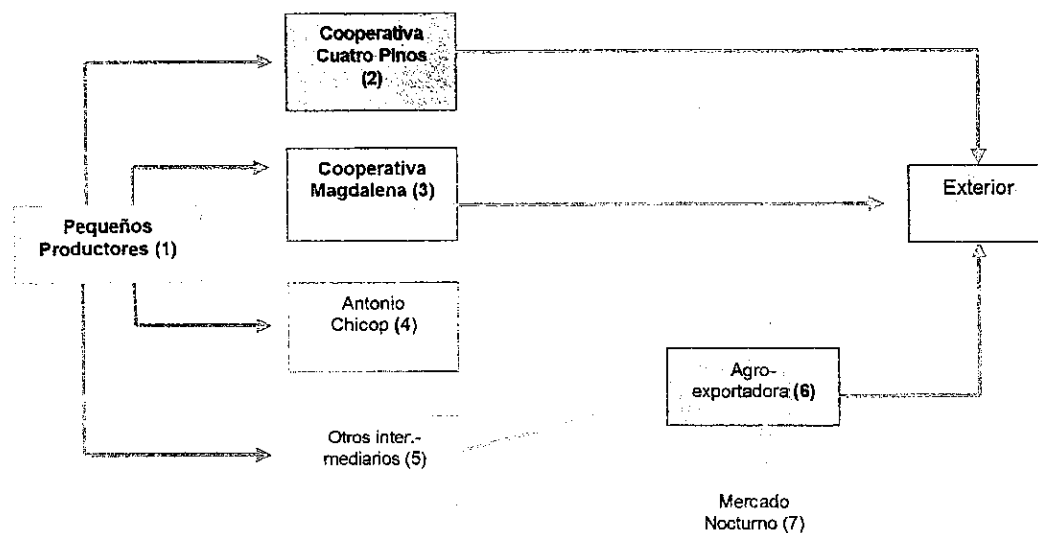 Cooperativa
Cuatro Pinos
(2)
Cooperativa
Magdalena (3)
Exterior
Pequeños
Productores (1)
Antonio
Chicop (4)
Agro-
exportadora (6)
Otros inter.-
mediarios (5)
Mercado
Nocturno (7)